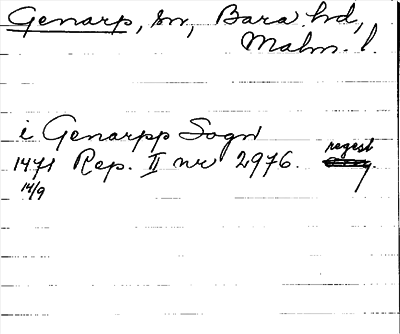 Genarp, sn, Bara hd,
Malm. l.
i Genarpp Sogn
1471 Rep. II nr 2976. regest
14/9